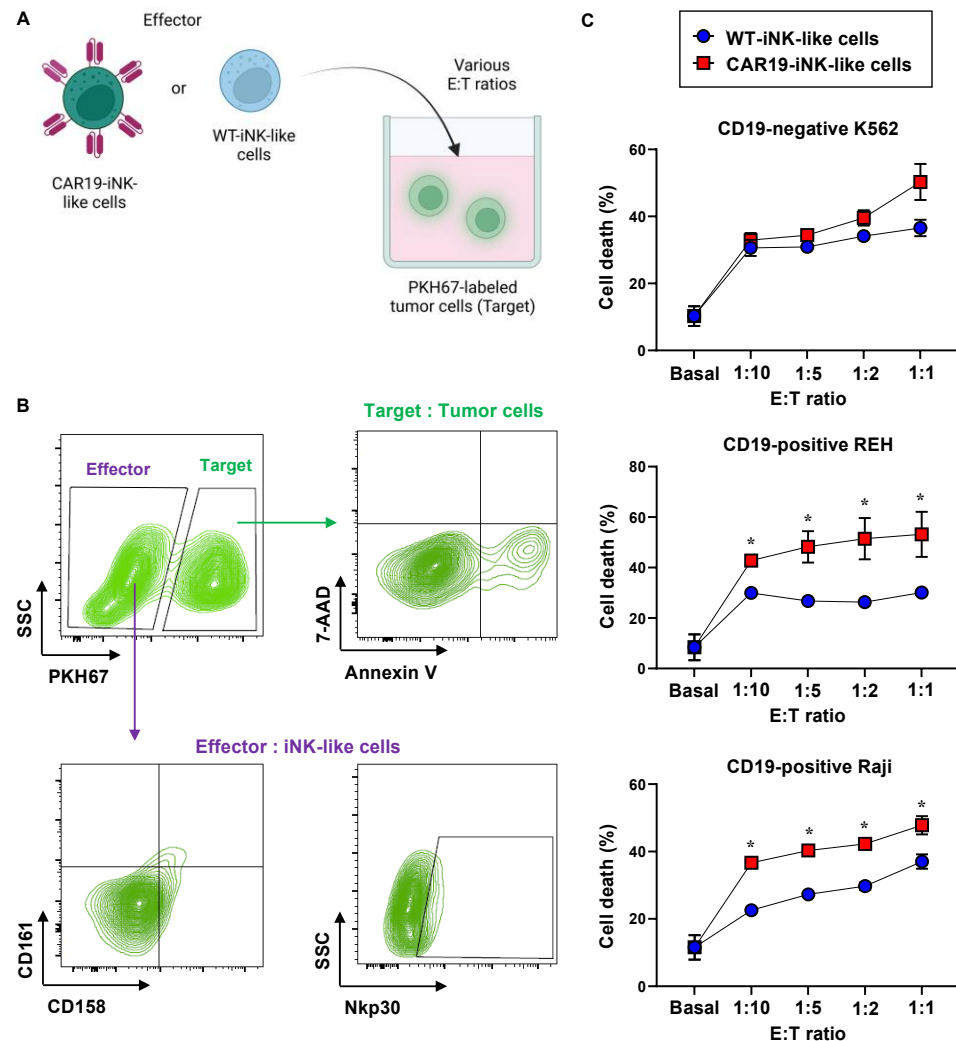 A
Effector
or
CAR19-iNK-
like cells
WT-iNK-like
cells
Various
E:T ratios
PKH67-labeled
tumor cells (Target)
B
Effector
Target
SSC
PKH67
Target : Tumor cells
7-AAD
Annexin V
Effector : iNK-like cells
CD161
CD158
SSC
Nkp30
C
WT-iNK-like cells
CAR19-iNK-like cells
CD19-negative K562
Cell death (%)
60
40
20
0
Basal 1:10 1:5 1:2 1:1
E:T ratio
CD19-positive REH
Cell death (%)
80
60
40
20
0
* * * *
Basal 1:10 1:5 1:2 1:1
E:T ratio
CD19-positive Raji
Cell death (%)
60
40
20
0
* * * *
Basal 1:10 1:5 1:2 1:1
E:T ratio